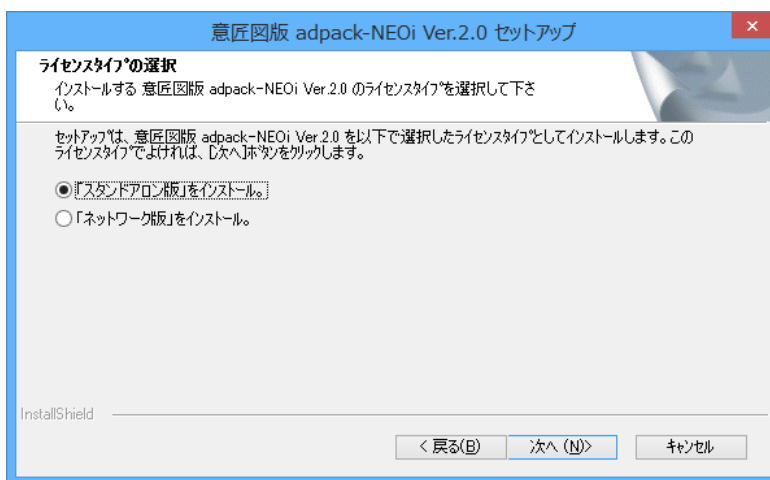 意匠図版 adpack-NEOi Ver.2.0 セットアップ
ライセンスタイプの選択
インストールする 意匠図版 adpack-NEOi Ver.2.0 のライセンスタイプを選択して下さ
い。
セットアップは、意匠図版 adpack-NEOi Ver.2.0 を以下で選択したライセンスタイプとしてインストールします。この
ライセンスタイプでよければ、[次へ]ボタンをクリックします。
「スタンドアロン版」をインストール。
「ネットワーク版」をインストール。
InstallShield
< 戻る(B)
次へ (N)>
キャンセル